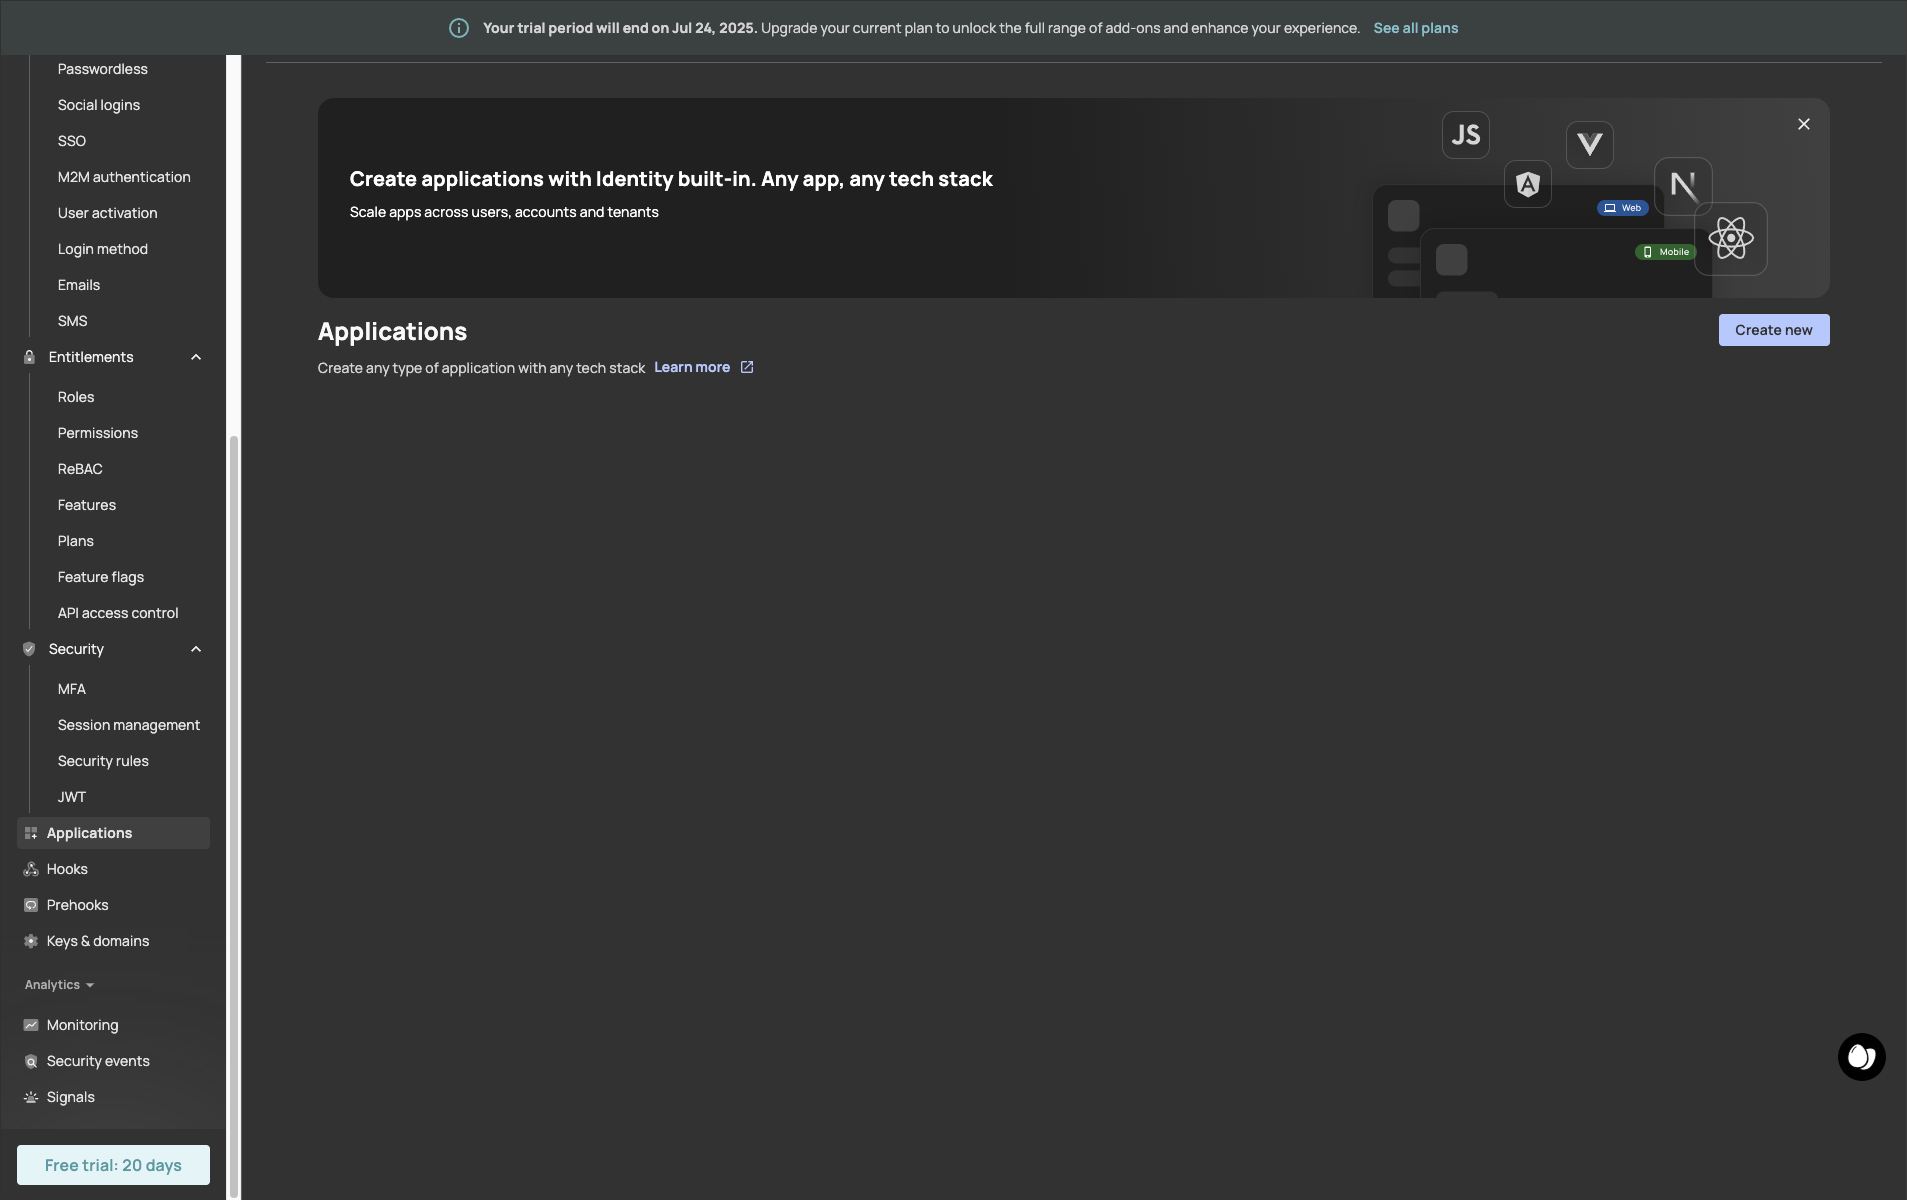 Your trial period will end on Jul 24, 2025. Upgrade your current plan to unlock the full range of add-ons and enhance your experience. See all plans
Passwordless
Social logins
SSO
M2M authentication
User activation
Login method
Emails
SMS
Entitlements
Roles
Permissions
ReBAC
Features
Plans
Feature flags
API access control
Security
MFA
Session management
Security rules
JWT
Applications
Hooks
Prehooks
Keys & domains
Analytics
Monitoring
Security events
Signals
Free trial: 20 days
Create applications with Identity built-in. Any app, any tech stack
Scale apps across users, accounts and tenants
JS
A
N
Web
Mobile
Applications
Create new
Create any type of application with any tech stack Learn more